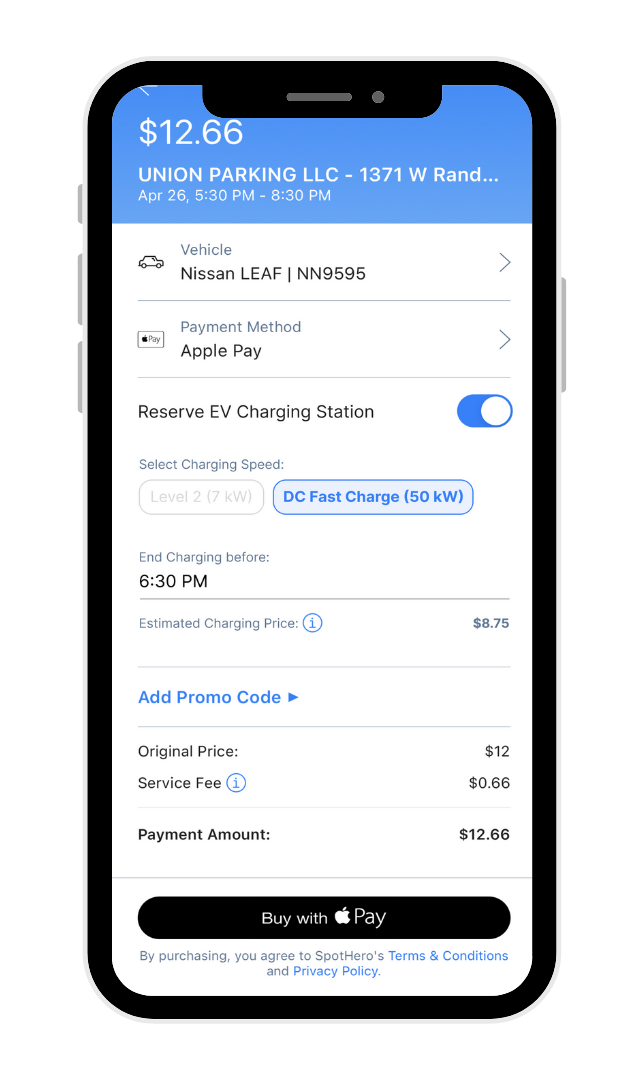 $12.66
UNION PARKING LLC - 1371 W Rand...
Apr 26, 5:30 PM - 8:30 PM
Vehicle
Nissan LEAF | NN9595
Pay
Payment Method
Apple Pay
Reserve EV Charging Station
Select Charging Speed:
Level 2 (7 kW) DC Fast Charge (50 kW)
End Charging before:
6:30 PM
Estimated Charging Price: i $8.75
Add Promo Code ▶
Original Price: $12
Service Fee i $0.66
Payment Amount: $12.66
Buy with Pay
By purchasing, you agree to SpotHero's Terms & Conditions
and Privacy Policy.